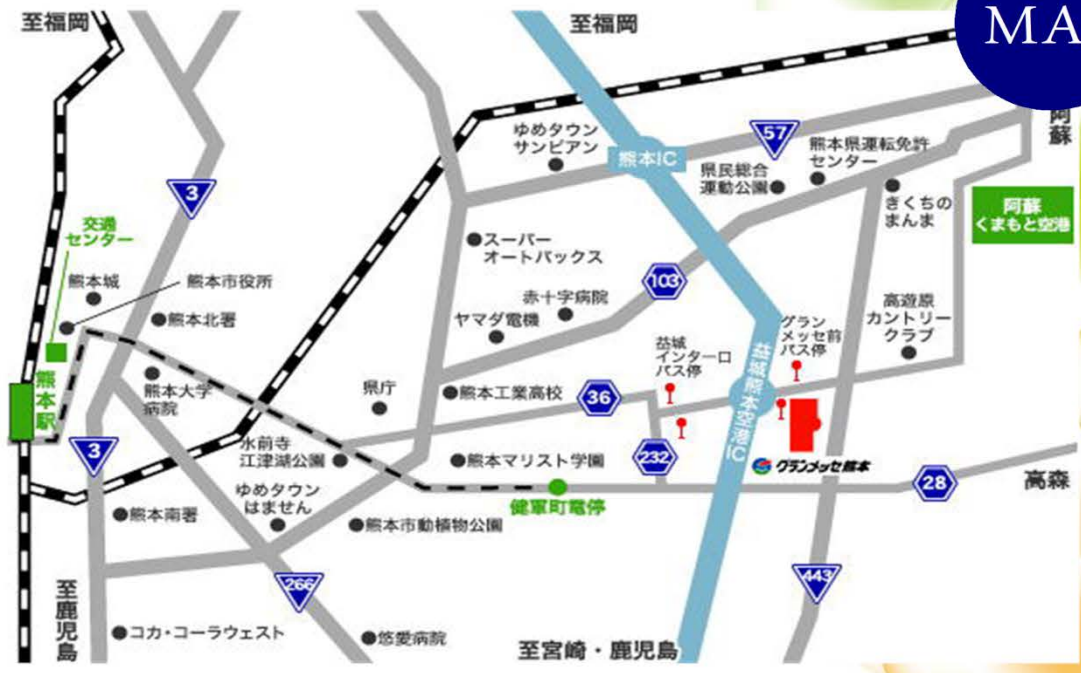 至福岡
至福岡
MA
阿蘇
57
熊本IC
ゆめタウン
サンピアン
県民総合
運動公園
熊本県運転免許
センター
きくちの
まんま
阿蘇
くまもと空港
3
交通
センター
スーパー
オートバックス
103
熊本城
熊本市役所
赤十字病院
ヤマダ電機
熊本北署
高遊原
カントリー
クラブ
グラン
メッセ前
バス停
益城
インター口
バス停
益城熊本空港IC
熊本駅
熊本大学
病院
県庁
熊本工業高校
36
3
水前寺
江津湖公園
熊本マリスト学園
232
グランメッセ熊本
28
高森
ゆめタウン
はません
健軍町電停
熊本南署
熊本市動植物公園
266
443
至鹿児島
コカ・コーラウェスト
悠愛病院
至宮崎・鹿児島